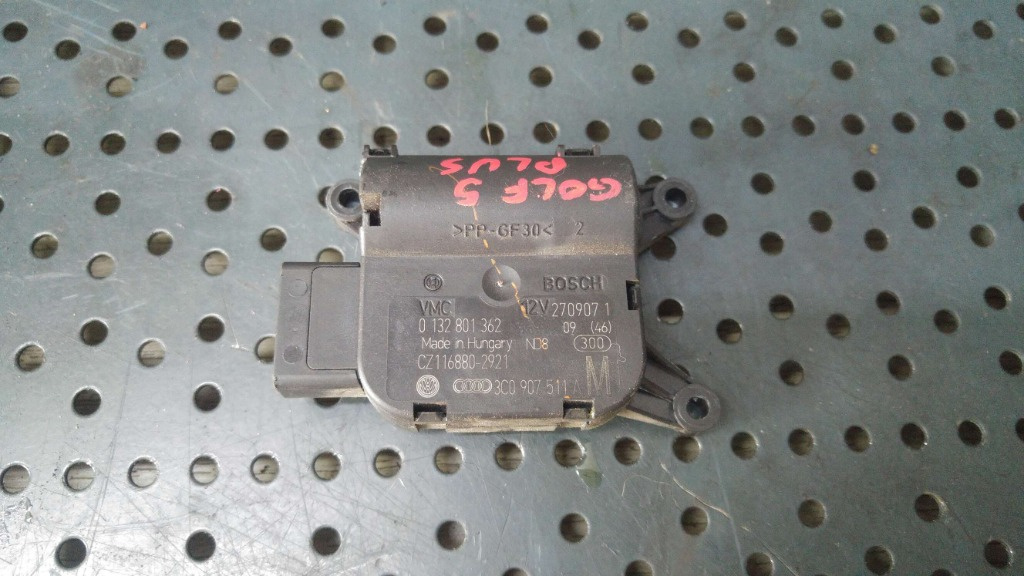 GOLF 5
PLUS
>PP-GF30< 2
BOSCH
VMC 12V 270907 1
0 132 801 362 09 (46)
Made in Hungary ND8 300
CZ116880-2921
3C0 907 511 M